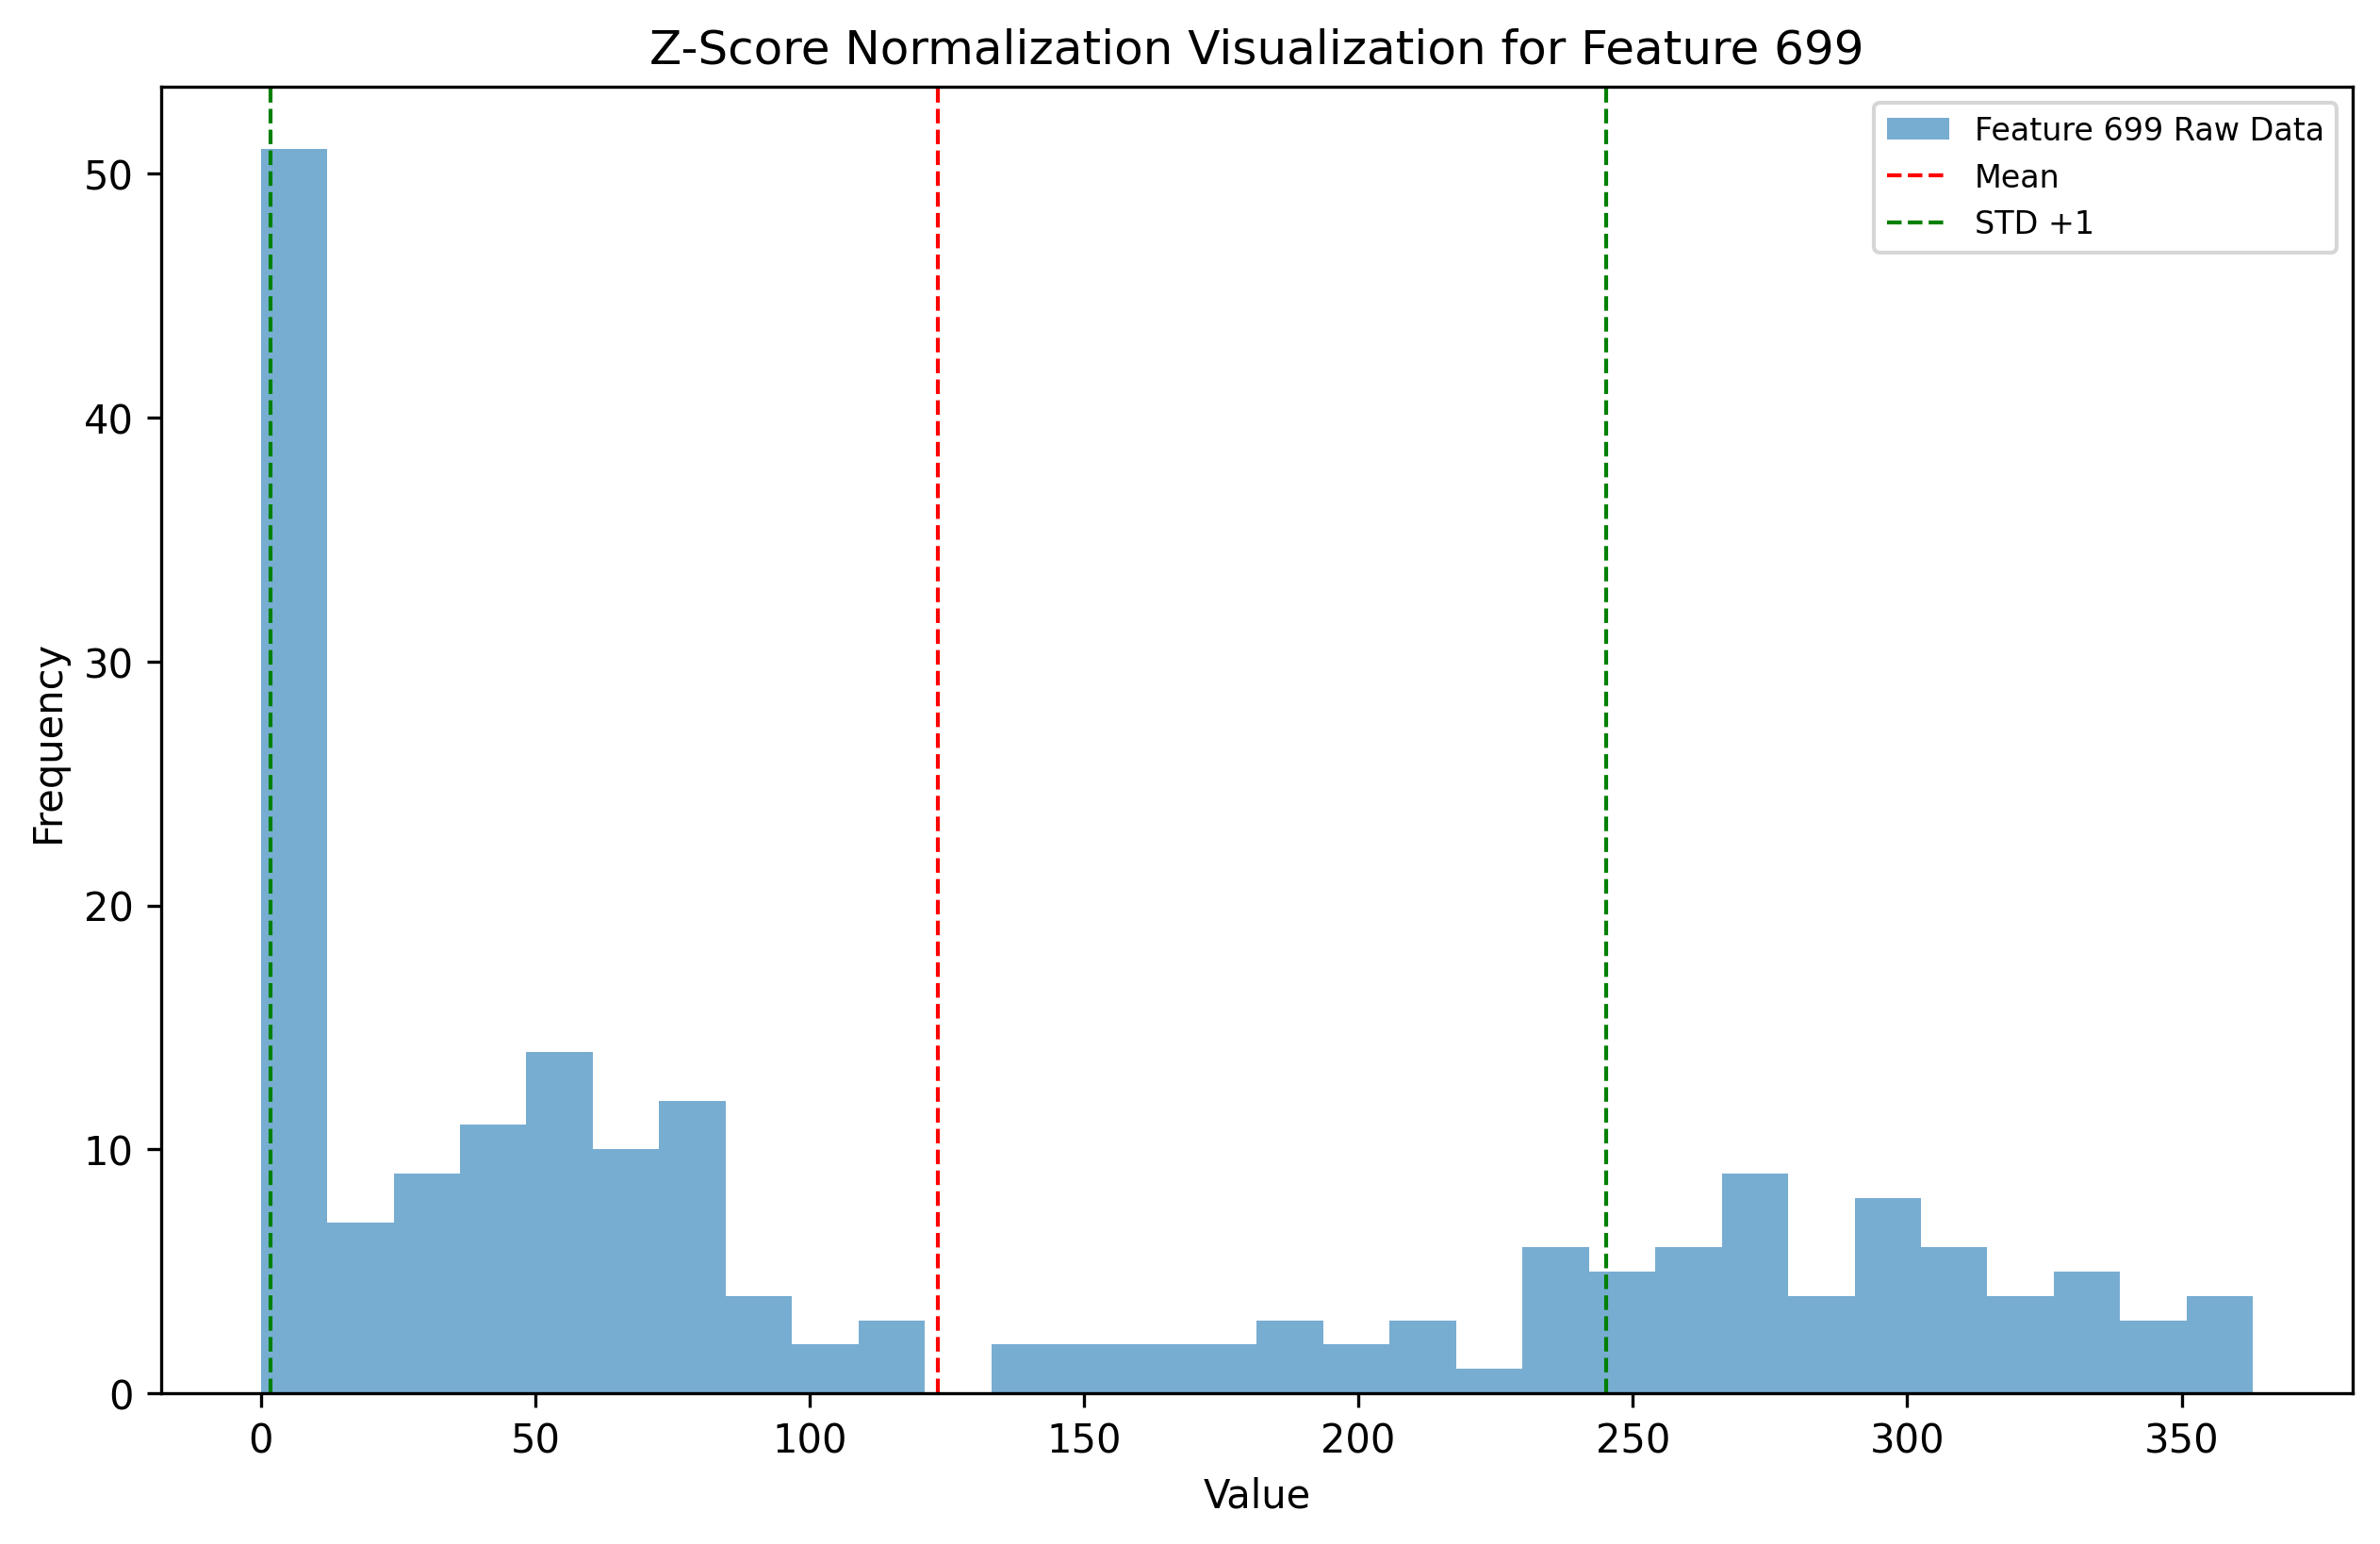 Z-Score Normalization Visualization for Feature 699
Feature 699 Raw Data
Mean
STD +1
50
40
30
20
10
0
Frequency
0 50 100 150 200 250 300 350
Value